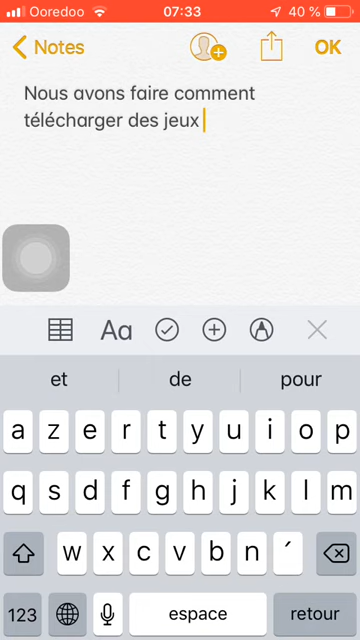 Ooredoo 07:33 40 %
Notes OK
Nous avons faire comment
télécharger des jeux
Aa
et de pour
a z e r t y u i o p
q s d f g h j k l m
w x c v b n ´
123 espace retour